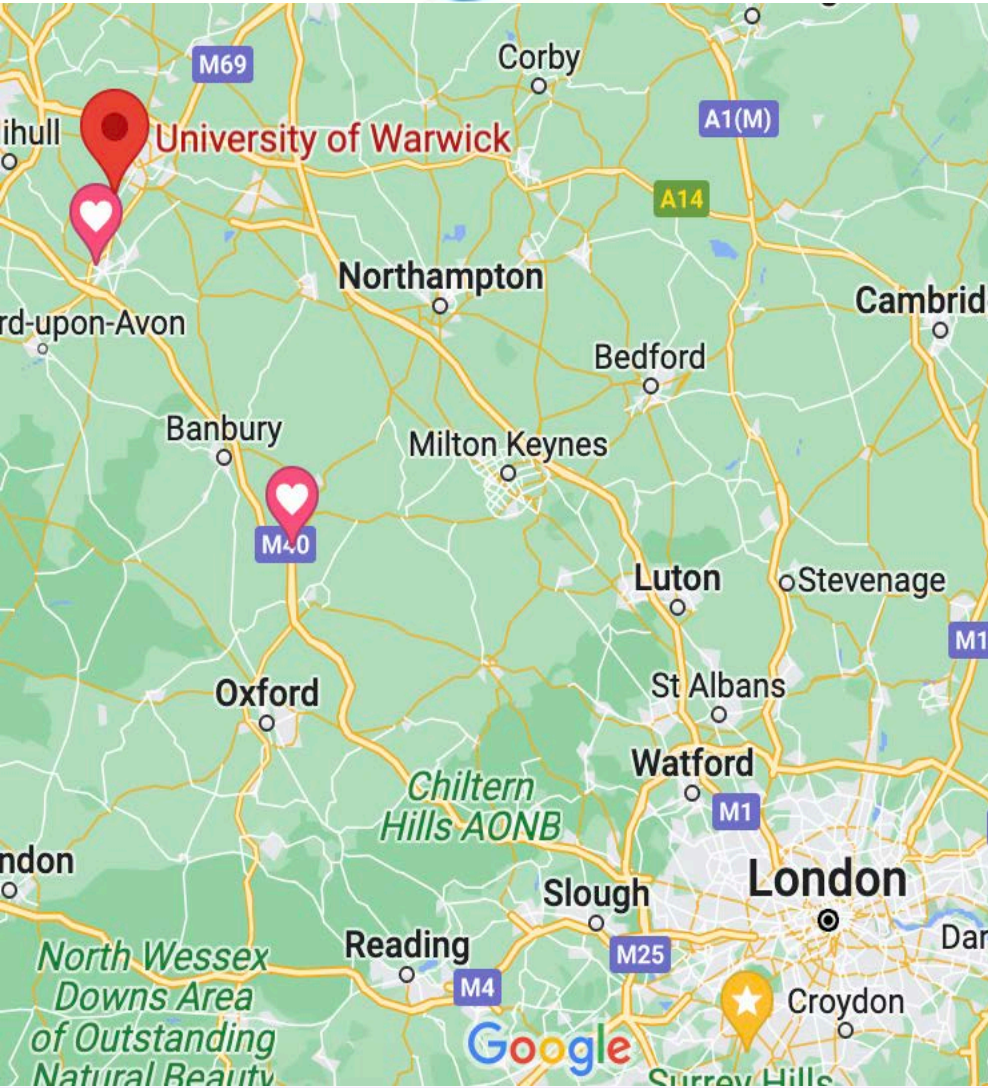 Corby
M69
A1(M)
lihull
University of Warwick
A14
Northampton
Cambrid
rd-upon-Avon
Bedford
Banbury
Milton Keynes
M40
Luton
Stevenage
M1
Oxford
St Albans
Watford
Chiltern
Hills AONB
M1
ndon
London
Slough
Dar
Reading
M25
North Wessex
Downs Area
of Outstanding
Natural Beauty
M4
Croydon
Google
Surrey Hills